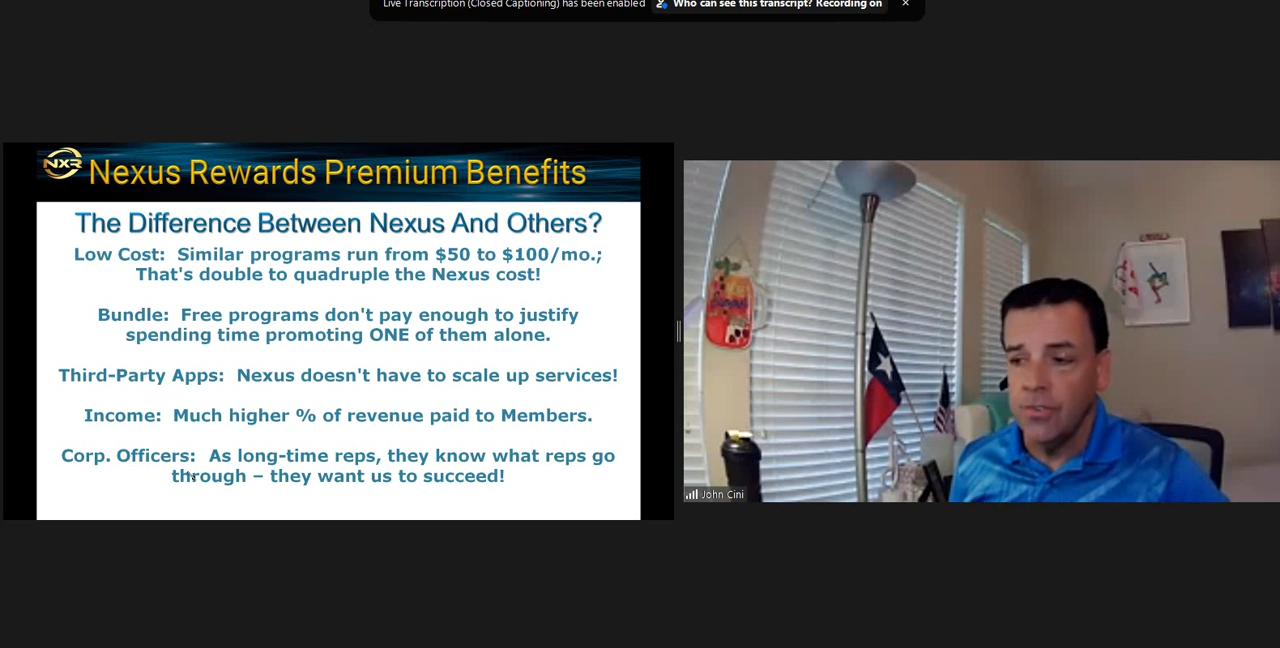 Live Transcription (Closed Captioning) has been enabled Who can see this transcript? Recording on
NXR Nexus Rewards Premium Benefits
The Difference Between Nexus And Others?
Low Cost: Similar programs run from $50 to $100/mo.;
That's double to quadruple the Nexus cost!
Bundle: Free programs don't pay enough to justify
spending time promoting ONE of them alone.
Third-Party Apps: Nexus doesn't have to scale up services!
Income: Much higher % of revenue paid to Members.
Corp. Officers: As long-time reps, they know what reps go
through – they want us to succeed!
John Cini